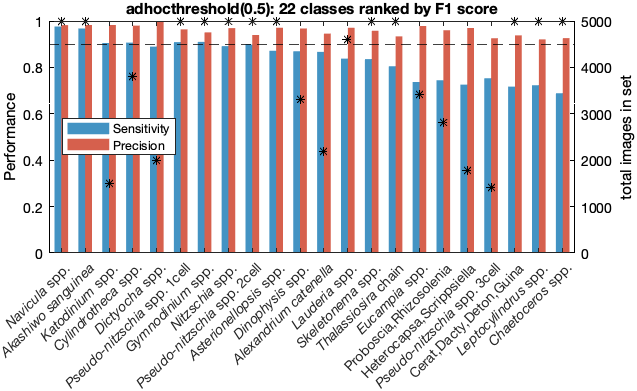 adhocthreshold(0.5): 22 classes ranked by F1 score
Performance
1
0.8
0.6
0.4
0.2
0
Sensitivity
Precision
5000
4000
3000
2000
1000
0
total images in set
Navicula spp.
Akashiwo sanguinea
Katodinium spp.
Cylindrotheca spp.
Dictyocha spp.
Pseudo-nitzschia spp. 1cell
Gymnodinium spp.
Nitzschia spp.
Pseudo-nitzschia spp. 2cell
Asterionellopsis spp.
Dinophysis spp.
Alexandrium catenella
Lauderia spp.
Skeletonema spp.
Thalassiosira chain
Eucampia spp.
Proboscia,Rhizosolenia
Heterocapsa,Scrippsiella
Pseudo-nitzschia spp. 3cell
Cerat,Dacty,Deton,Guina
Leptocylindrus spp.
Chaetoceros spp.